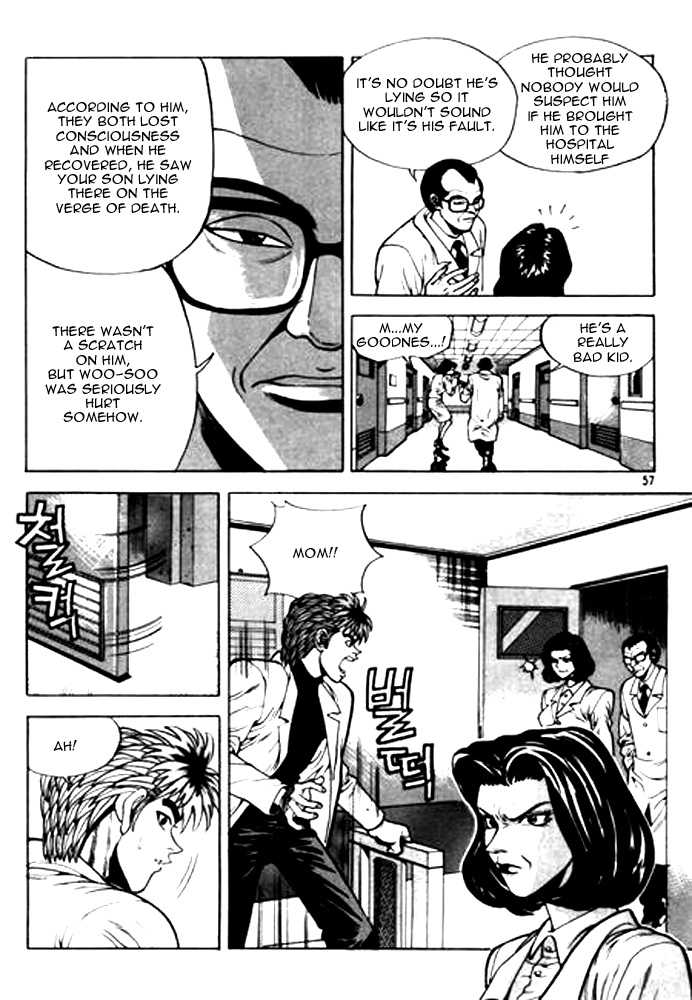 ACCORDING TO HIM,
THEY BOTH LOST
CONSCIOUSNESS
AND WHEN HE
RECOVERED, HE SAW
YOUR SON LYING
THERE ON THE
VERGE OF DEATH.
THERE WASN'T
A SCRATCH
ON HIM,
BUT WOO-SOO
WAS SERIOUSLY
HURT
SOMEHOW.
IT'S NO DOUBT HE'S
LYING SO IT
WOULDN'T SOUND
LIKE IT'S HIS FAULT.
HE PROBABLY
THOUGHT
NOBODY WOULD
SUSPECT HIM
IF HE BROUGHT
HIM TO THE
HOSPITAL
HIMSELF
M...MY
GOODNES...!
HE'S A
REALLY
BAD KID.
57
철커
AH!
MOM!!
벌떡